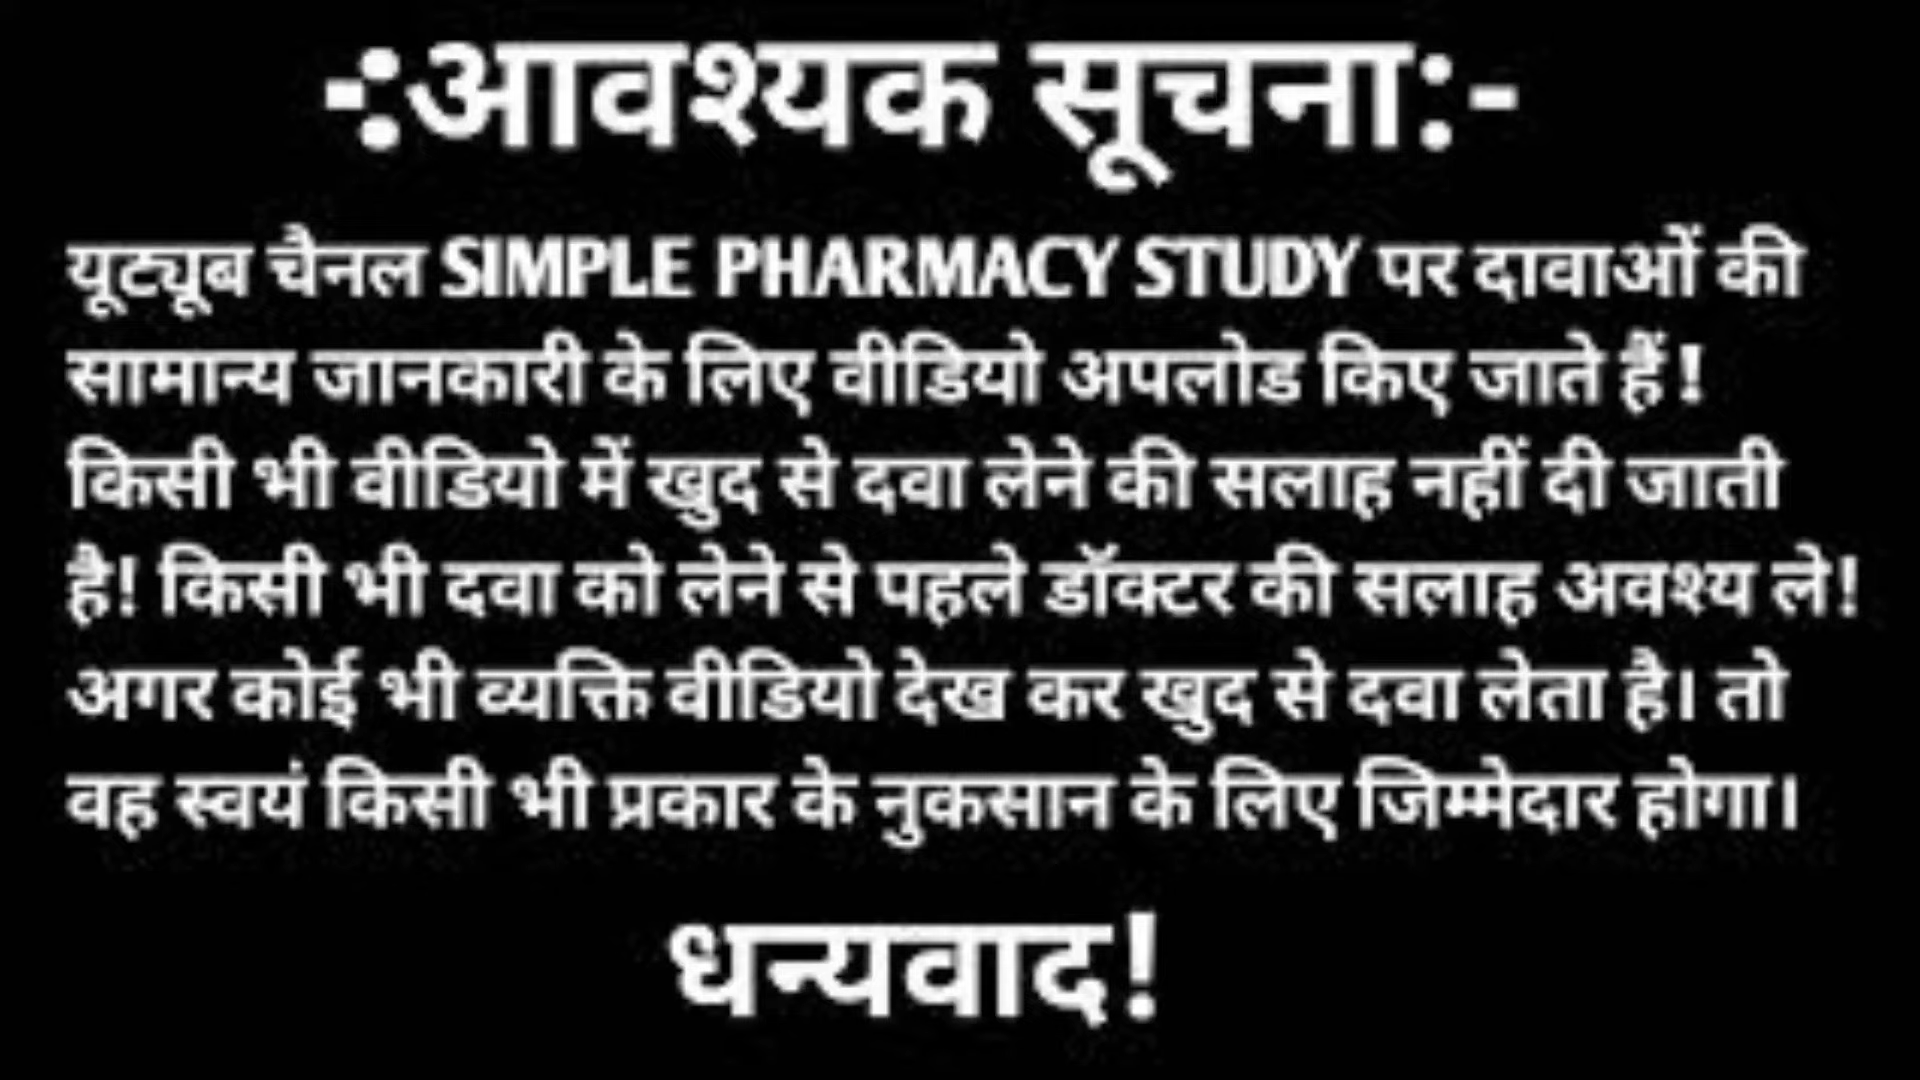 -:आवश्यक सूचना:-
यूट्यूब चैनल SIMPLE PHARMACY STUDY पर दावाओं की
सामान्य जानकारी के लिए वीडियो अपलोड किए जाते हैं !
किसी भी वीडियो में खुद से दवा लेने की सलाह नहीं दी जाती
है! किसी भी दवा को लेने से पहले डॉक्टर की सलाह अवश्य ले!
अगर कोई भी व्यक्ति वीडियो देख कर खुद से दवा लेता है। तो
वह स्वयं किसी भी प्रकार के नुकसान के लिए जिम्मेदार होगा।
धन्यवाद!